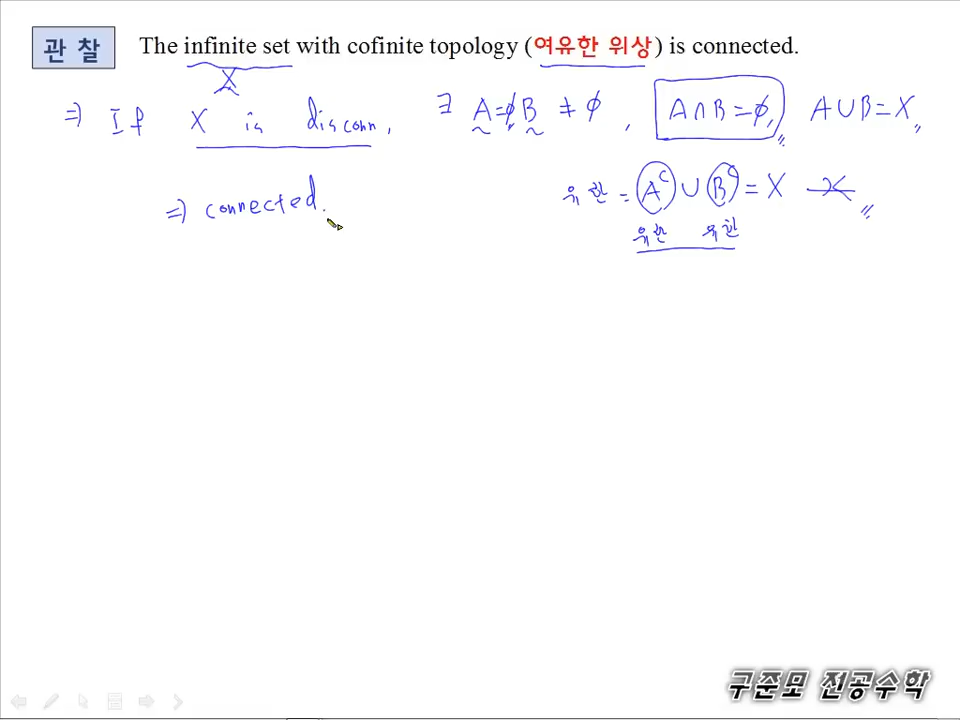 관 찰
The infinite set with cofinite topology (여유한 위상) is connected.
X
⇒ If X is disconn, ∃ A=∅, B ≠ ∅, A∩B=∅, A∪B=X,
유한 = A^c ∪ B^c = X
유한 유한
⇒ connected.
구준모 전공수학